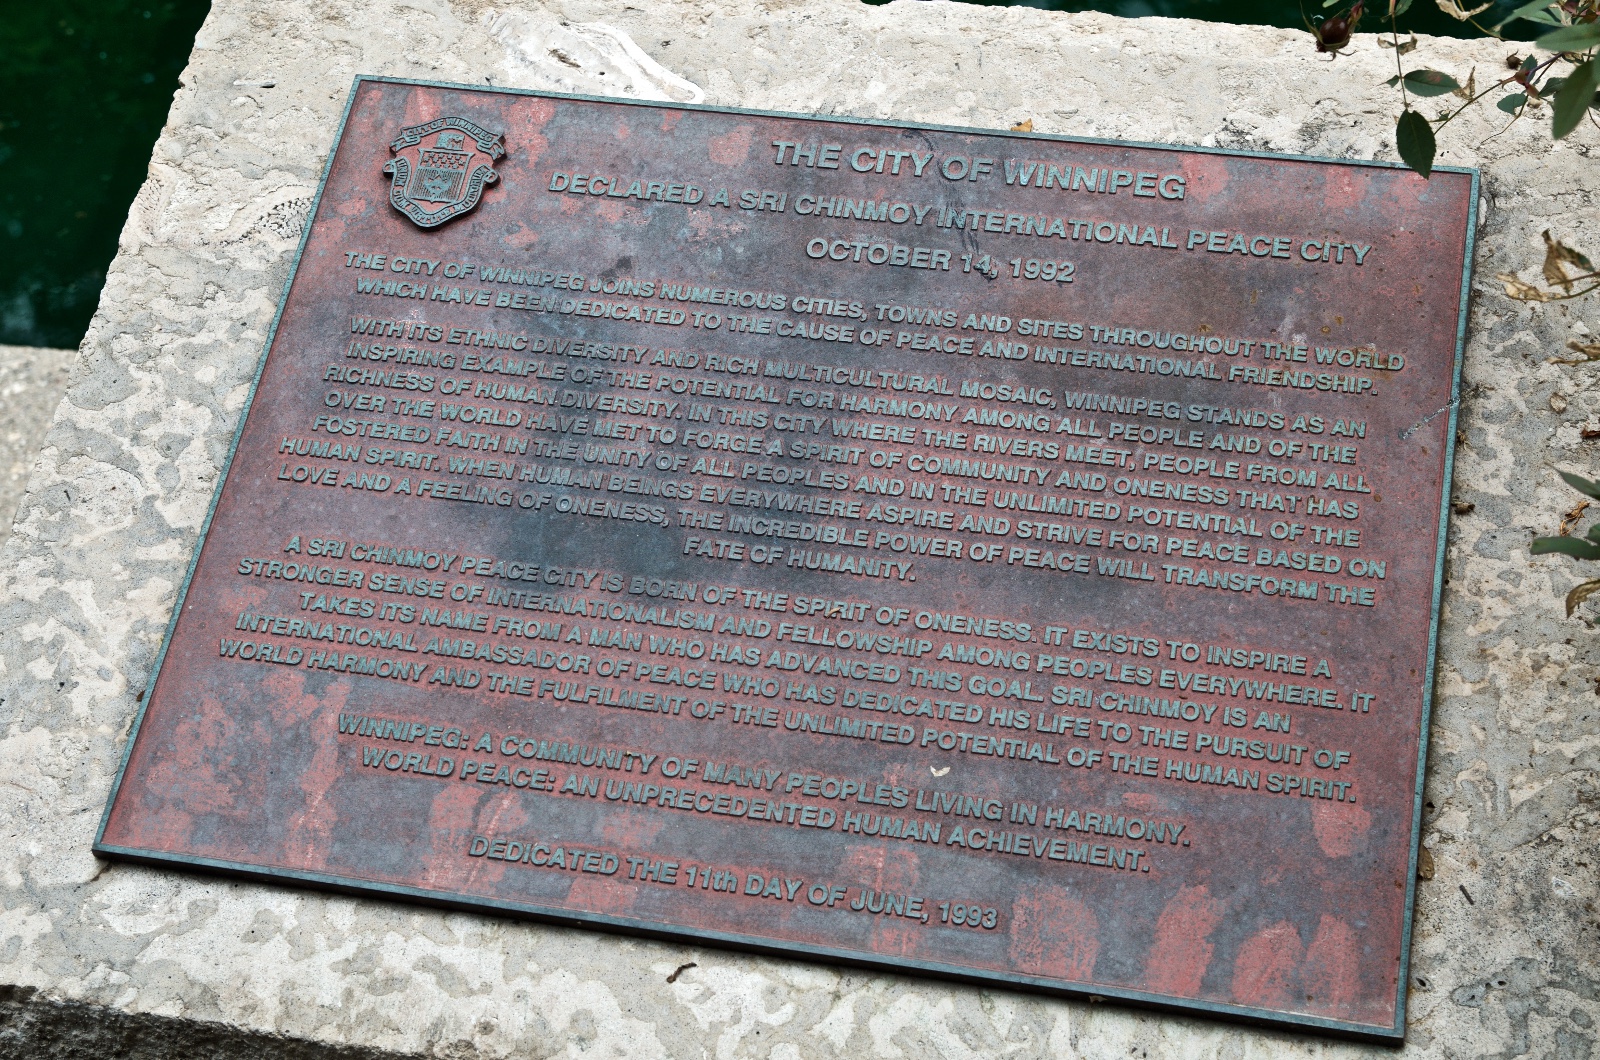 CITY OF WINNIPEG
THE CITY OF WINNIPEG
DECLARED A SRI CHINMOY INTERNATIONAL PEACE CITY
OCTOBER 14, 1992
THE CITY OF WINNIPEG JOINS NUMEROUS CITIES, TOWNS AND SITES THROUGHOUT THE WORLD
WHICH HAVE BEEN DEDICATED TO THE CAUSE OF PEACE AND INTERNATIONAL FRIENDSHIP.
WITH ITS ETHNIC DIVERSITY AND RICH MULTICULTURAL MOSAIC, WINNIPEG STANDS AS AN
INSPIRING EXAMPLE OF THE POTENTIAL FOR HARMONY AMONG ALL PEOPLE AND OF THE
RICHNESS OF HUMAN DIVERSITY. IN THIS CITY WHERE THE RIVERS MEET, PEOPLE FROM ALL
OVER THE WORLD HAVE MET TO FORGE A SPIRIT OF COMMUNITY AND ONENESS THAT HAS
FOSTERED FAITH IN THE UNITY OF ALL PEOPLES AND IN THE UNLIMITED POTENTIAL OF THE
HUMAN SPIRIT. WHEN HUMAN BEINGS EVERYWHERE ASPIRE AND STRIVE FOR PEACE BASED ON
LOVE AND A FEELING OF ONENESS, THE INCREDIBLE POWER OF PEACE WILL TRANSFORM THE
FATE OF HUMANITY.
A SRI CHINMOY PEACE CITY IS BORN OF THE SPIRIT OF ONENESS. IT EXISTS TO INSPIRE A
STRONGER SENSE OF INTERNATIONALISM AND FELLOWSHIP AMONG PEOPLES EVERYWHERE. IT
TAKES ITS NAME FROM A MAN WHO HAS ADVANCED THIS GOAL. SRI CHINMOY IS AN
INTERNATIONAL AMBASSADOR OF PEACE WHO HAS DEDICATED HIS LIFE TO THE PURSUIT OF
WORLD HARMONY AND THE FULFILMENT OF THE UNLIMITED POTENTIAL OF THE HUMAN SPIRIT.
WINNIPEG: A COMMUNITY OF MANY PEOPLES LIVING IN HARMONY.
WORLD PEACE: AN UNPRECEDENTED HUMAN ACHIEVEMENT.
DEDICATED THE 11th DAY OF JUNE, 1993